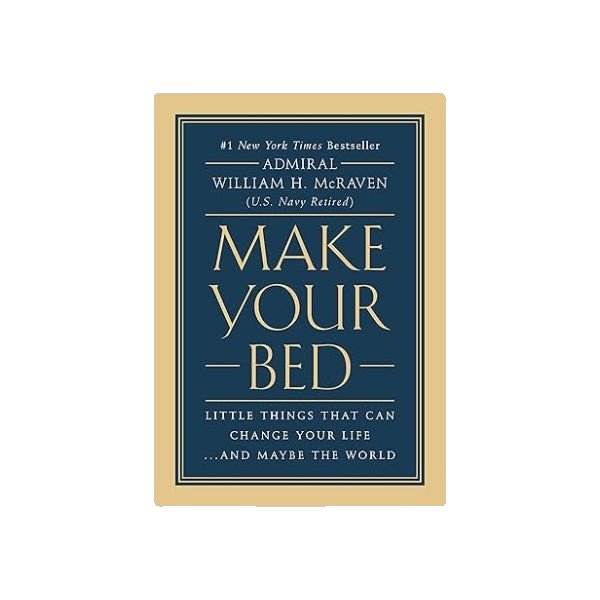 #1 New York Times Bestseller
ADMIRAL
WILLIAM H. McRAVEN
(U.S. Navy Retired)
MAKE
YOUR
BED
LITTLE THINGS THAT CAN
CHANGE YOUR LIFE
...AND MAYBE THE WORLD